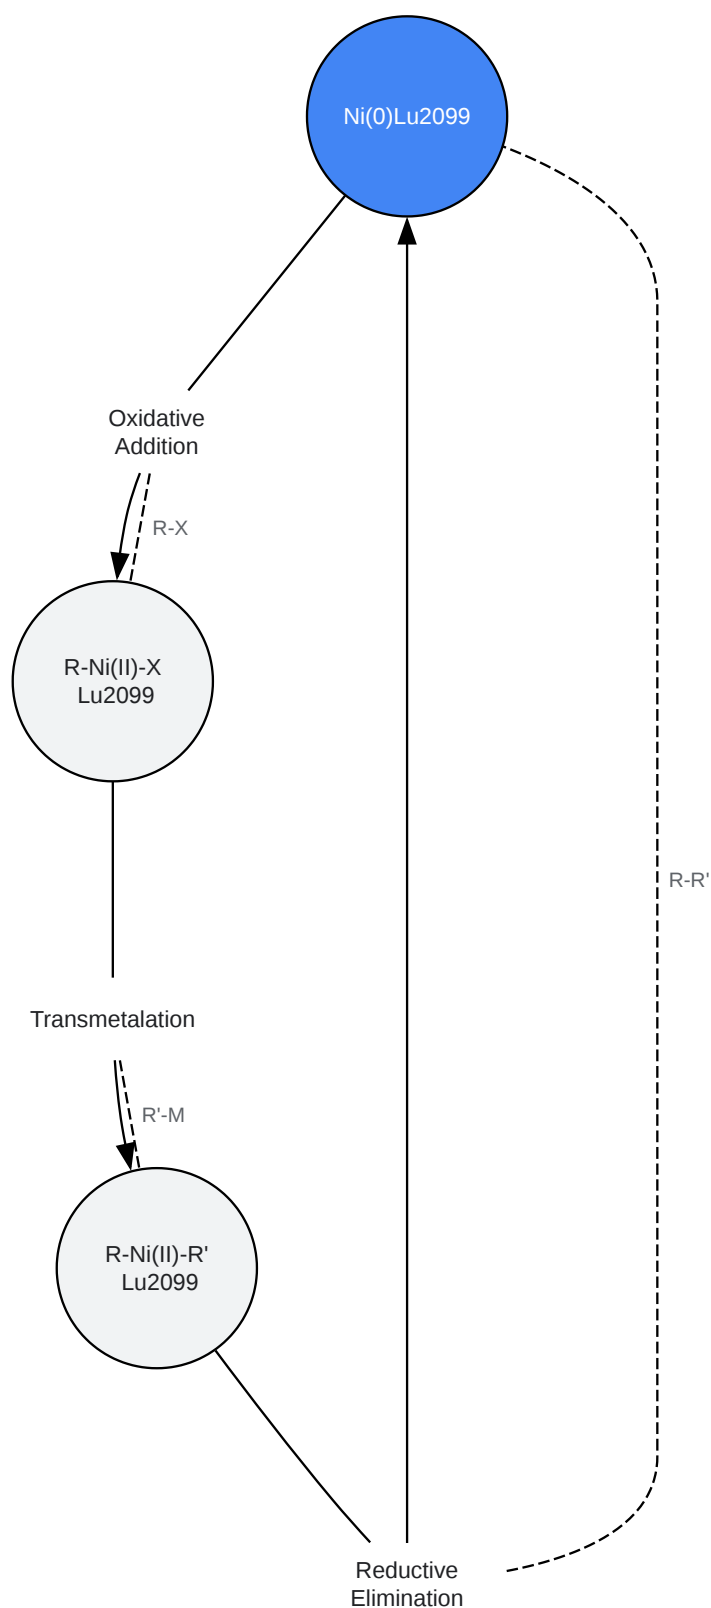 Ni(0)Lu2099
Oxidative
Addition
R-X
R-Ni(II)-X
Lu2099
R-R'
Transmetalation
R'-M
R-Ni(II)-R'
Lu2099
Reductive
Elimination